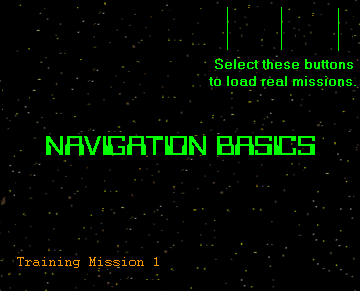 Select these buttons
to load real missions.
NAVIGATION BASICS
Training Mission 1